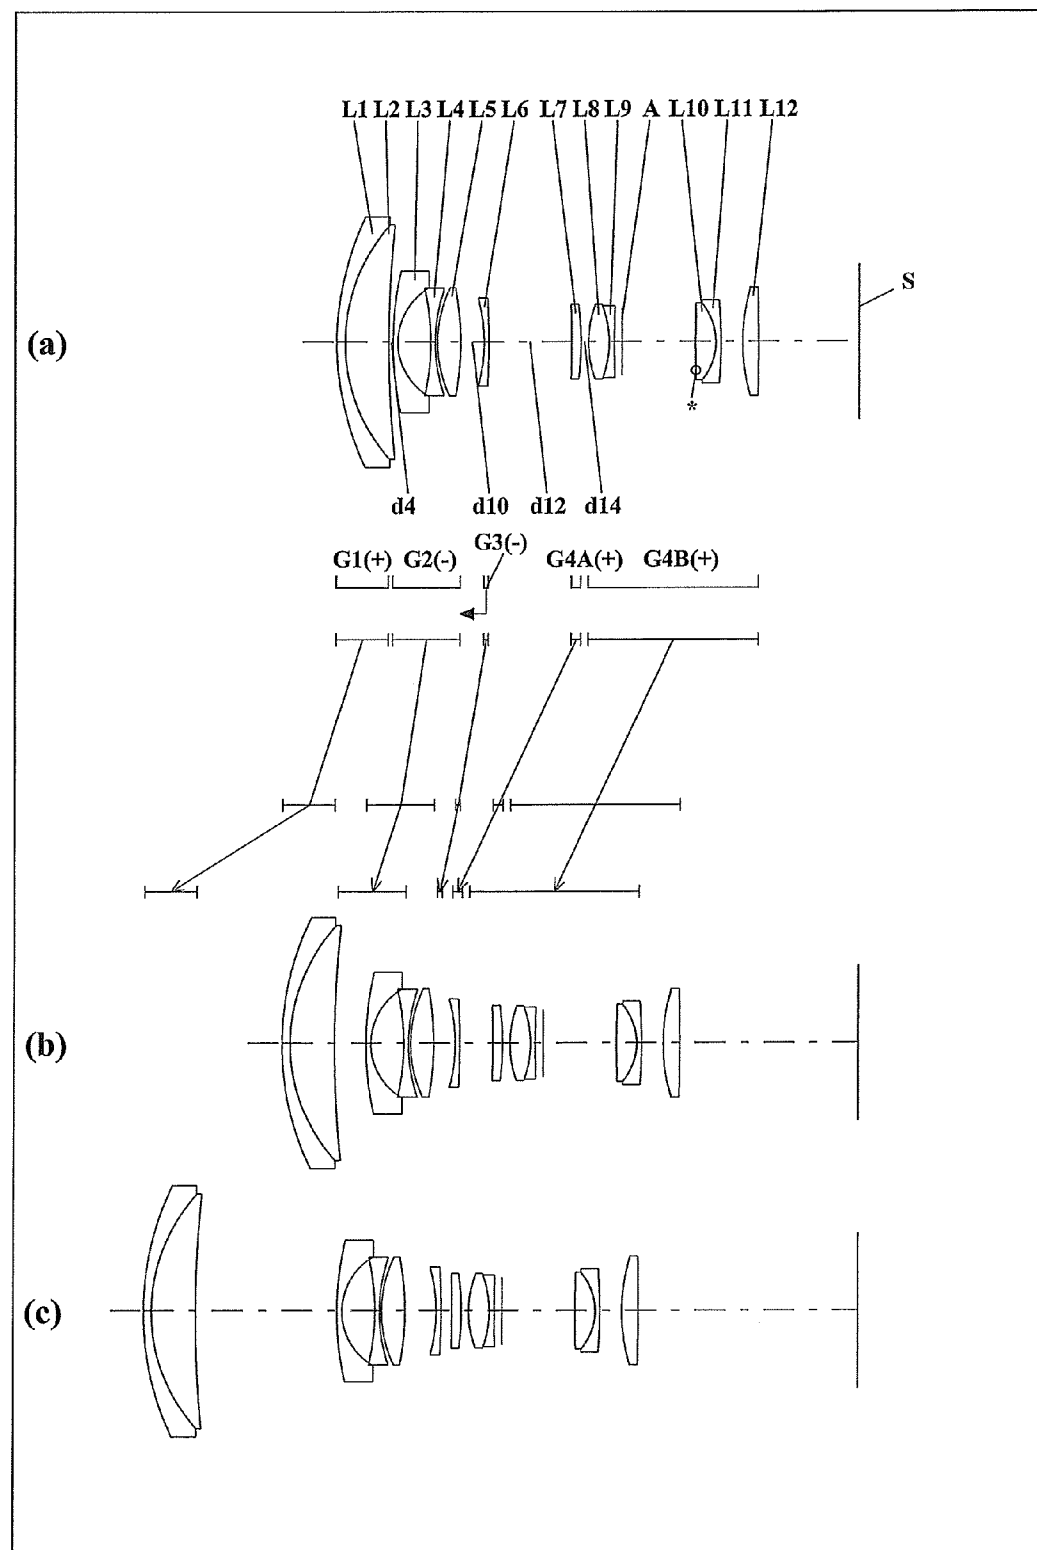 L1 L2 L3 L4 L5 L6 L7 L8 L9 A L10 L11 L12
S
(a)
*
d4 d10 d12 d14
G3(-)
G1(+) G2(-) G4A(+) G4B(+)
(b)
(c)